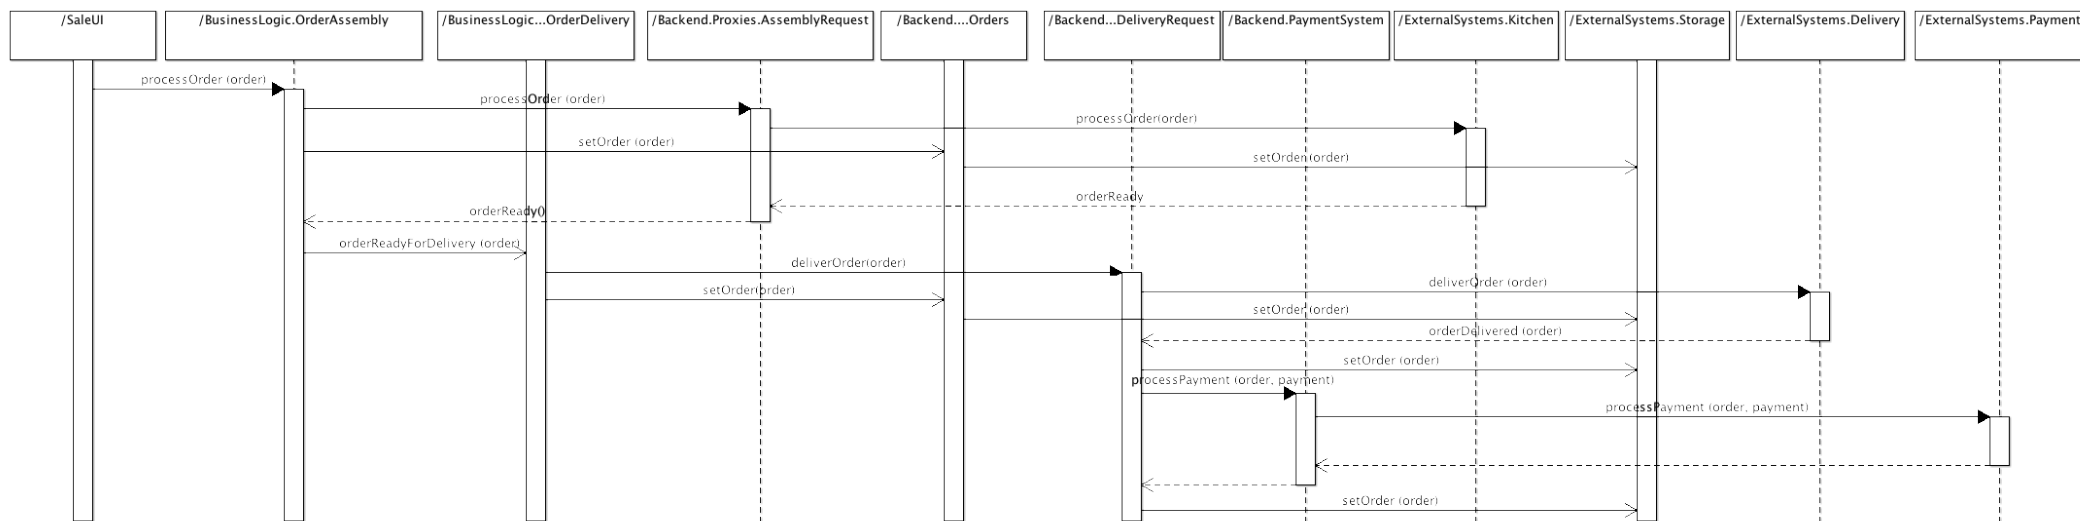 /SaleUI
/BusinessLogic.OrderAssembly
/BusinessLogic...OrderDelivery
/Backend.Proxies.AssemblyRequest
/Backend....Orders
/Backend...DeliveryRequest
/Backend.PaymentSystem
/ExternalSystems.Kitchen
/ExternalSystems.Storage
/ExternalSystems.Delivery
/ExternalSystems.Payment
processOrder (order)
processOrder (order)
processOrder(order)
setOrder (order)
setOrder (order)
orderReady
orderReady()
orderReadyForDelivery (order)
deliverOrder(order)
deliverOrder (order)
setOrder(order)
setOrder (order)
orderDelivered (order)
setOrder (order)
processPayment (order, payment)
processPayment (order, payment)
setOrder (order)